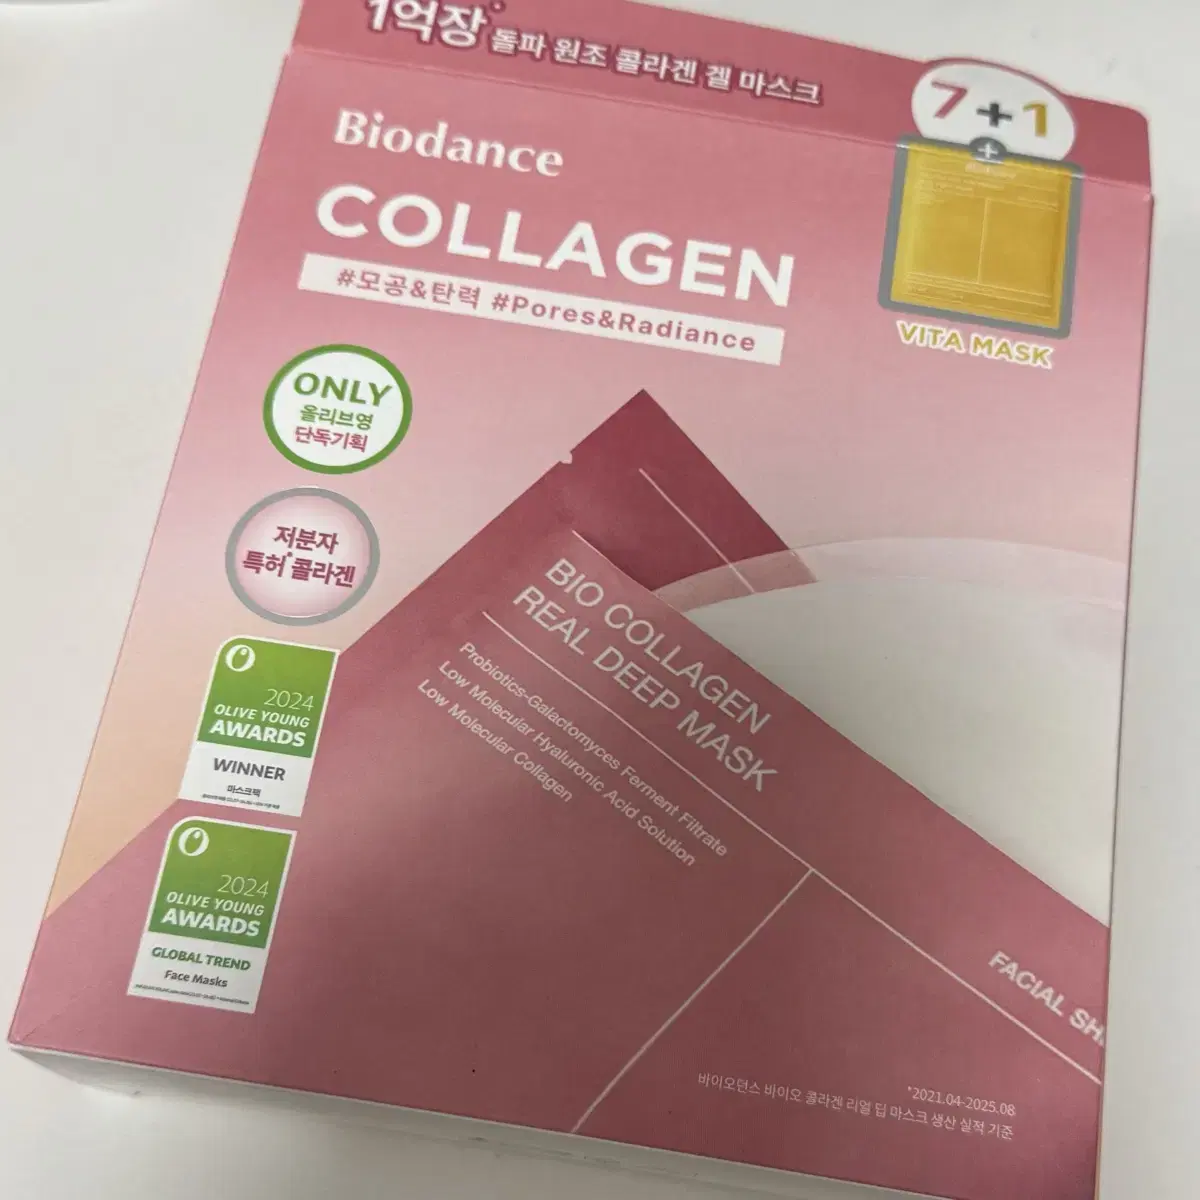 1억장* 돌파 원조 콜라겐 겔 마스크
7+1
+
VITA MASK
Biodance
COLLAGEN
#모공&탄력 #Pores&Radiance
ONLY
올리브영
단독기획
저분자
특허* 콜라겐
2024
OLIVE YOUNG
AWARDS
WINNER
마스크팩
2024
OLIVE YOUNG
AWARDS
GLOBAL TREND
Face Masks
BIO COLLAGEN
REAL DEEP MASK
Probiotics-Galactomyces Ferment Filtrate
Low Molecular Hyaluronic Acid Solution
Low Molecular Collagen
FACIAL SH
*2021.04-2025.08
바이오던스 바이오 콜라겐 리얼 딥 마스크 생산 실적 기준